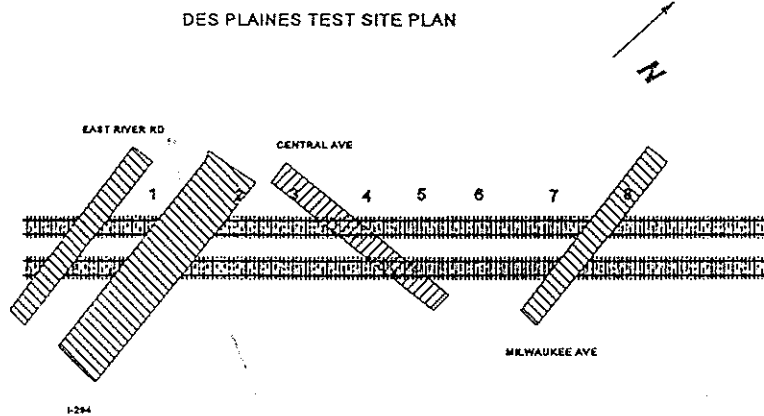 DES PLAINES TEST SITE PLAN
N
EAST RIVER RD
CENTRAL AVE
1 2 3 4 5 6 7 8
MILWAUKEE AVE
I-294